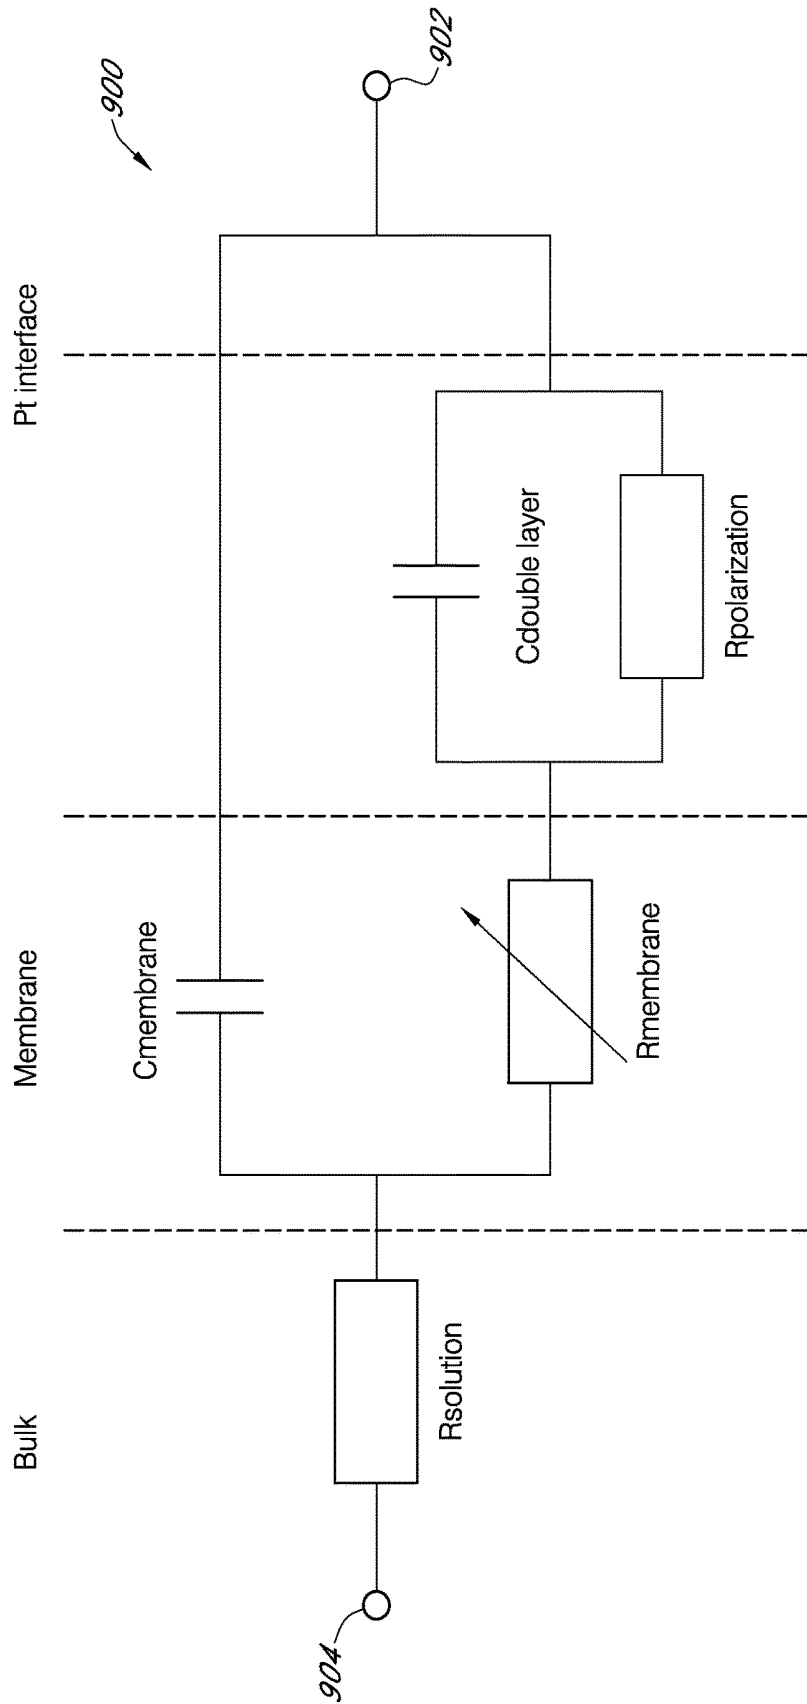 900
902
Bulk
Membrane
Pt interface
Cmembrane
Cdouble layer
Rsolution
Rmembrane
Rpolarization
904